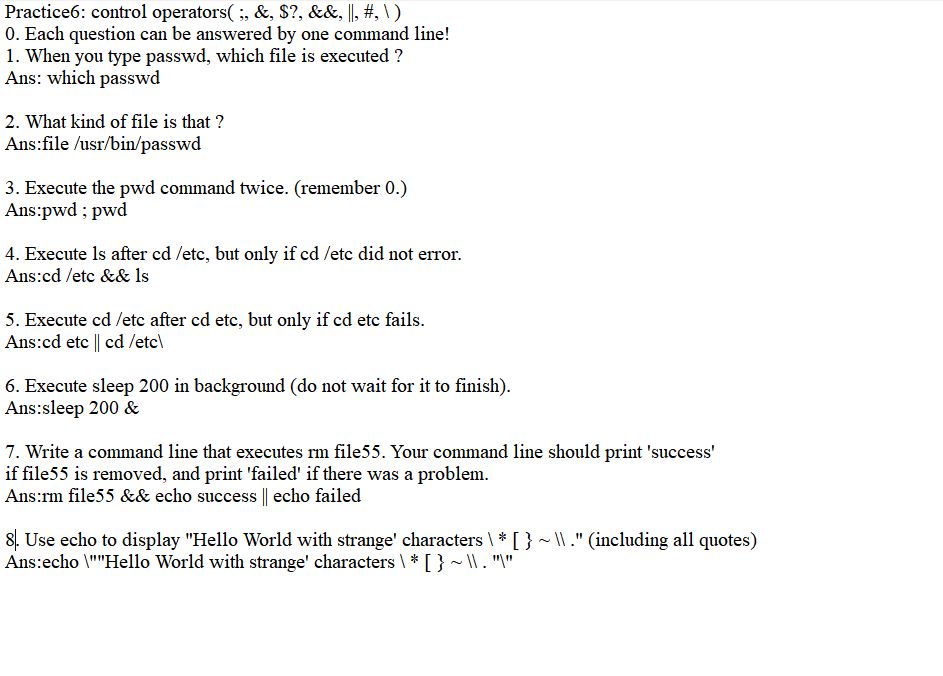 Practice6: control operators( ;, &, $?, &&, ||, #, \ )
0. Each question can be answered by one command line!
1. When you type passwd, which file is executed ?
Ans: which passwd
2. What kind of file is that ?
Ans:file /usr/bin/passwd
3. Execute the pwd command twice. (remember 0.)
Ans:pwd ; pwd
4. Execute ls after cd /etc, but only if cd /etc did not error.
Ans:cd /etc && ls
5. Execute cd /etc after cd etc, but only if cd etc fails.
Ans:cd etc || cd /etc\
6. Execute sleep 200 in background (do not wait for it to finish).
Ans:sleep 200 &
7. Write a command line that executes rm file55. Your command line should print 'success'
if file55 is removed, and print 'failed' if there was a problem.
Ans:rm file55 && echo success || echo failed
8. Use echo to display "Hello World with strange' characters \ * [ } ~ \\ ." (including all quotes)
Ans:echo \""Hello World with strange' characters \ * [ } ~ \\ . "\"